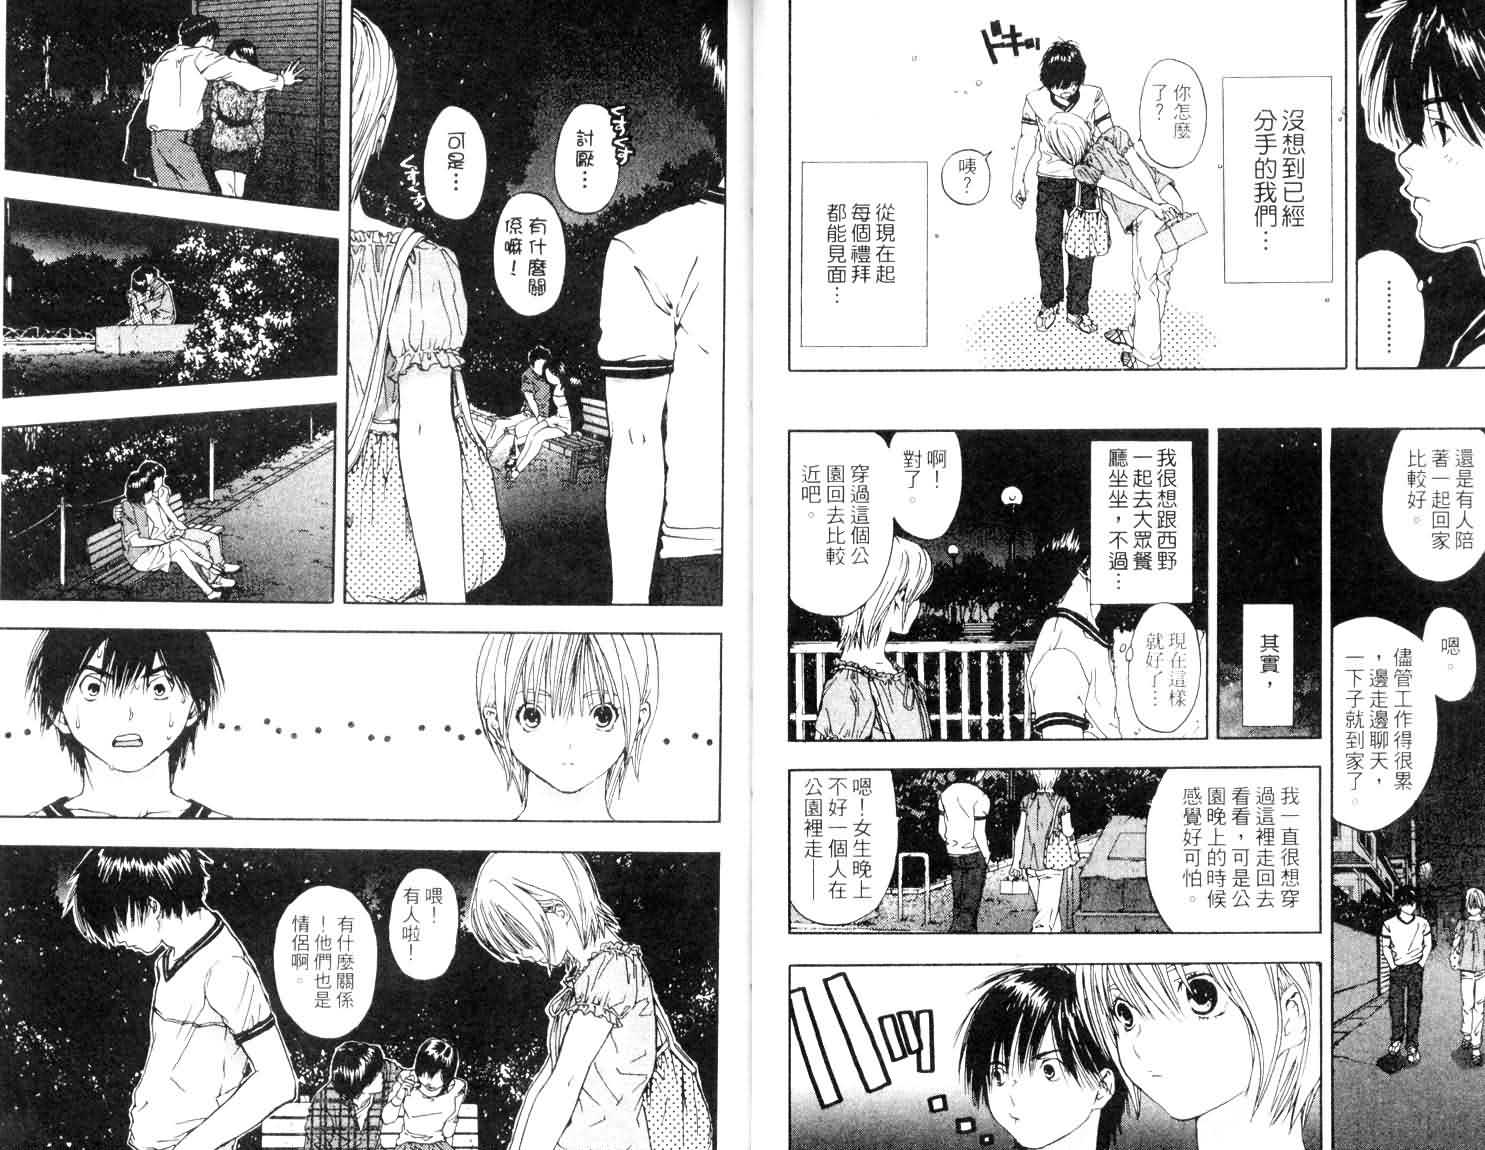 …………
沒想到已經
分手的我們…
ドキッ
你怎麼
了？
咦？
從現在起
每個禮拜
都能見面…
還是有人陪
著一起回家
比較好。
嗯。
儘管工作得很累
，邊走邊聊天，
一下子就到家了。
其實，
我很想跟西野
一起去大眾餐
廳坐坐，不過…
現在這樣
就好了…
啊！
對了。
穿過這個公
園回去比較
近吧。
我一直很想穿
過這裡走回去
看看，可是公
園晚上的時候
感覺好可怕。
嗯！女生晚上
不好一個人在
公園裡走——
くすくす
討厭…
有什麼關
係嘛！
可是…
くすくす
喂！
有人啦！
有什麼關係
！他們也是
情侶啊。